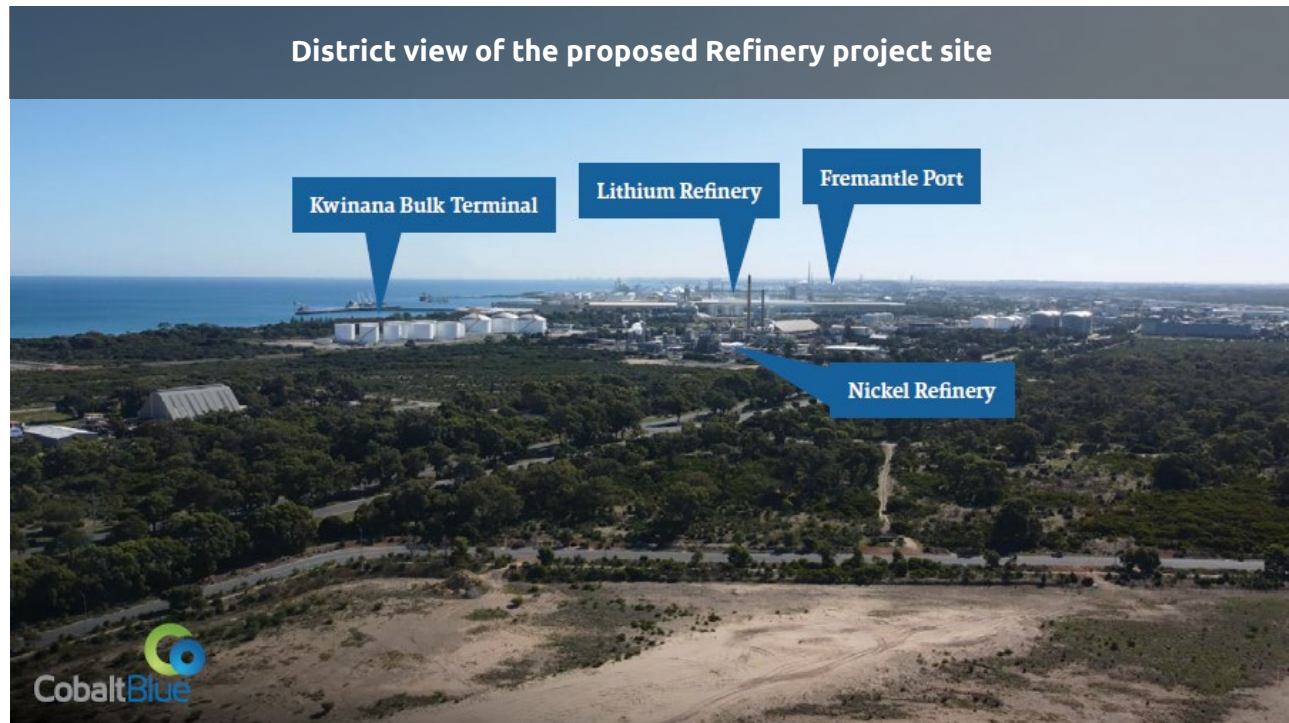 District view of the proposed Refinery project site
Kwinana Bulk Terminal
Lithium Refinery
Fremantle Port
Nickel Refinery
CobaltBlue